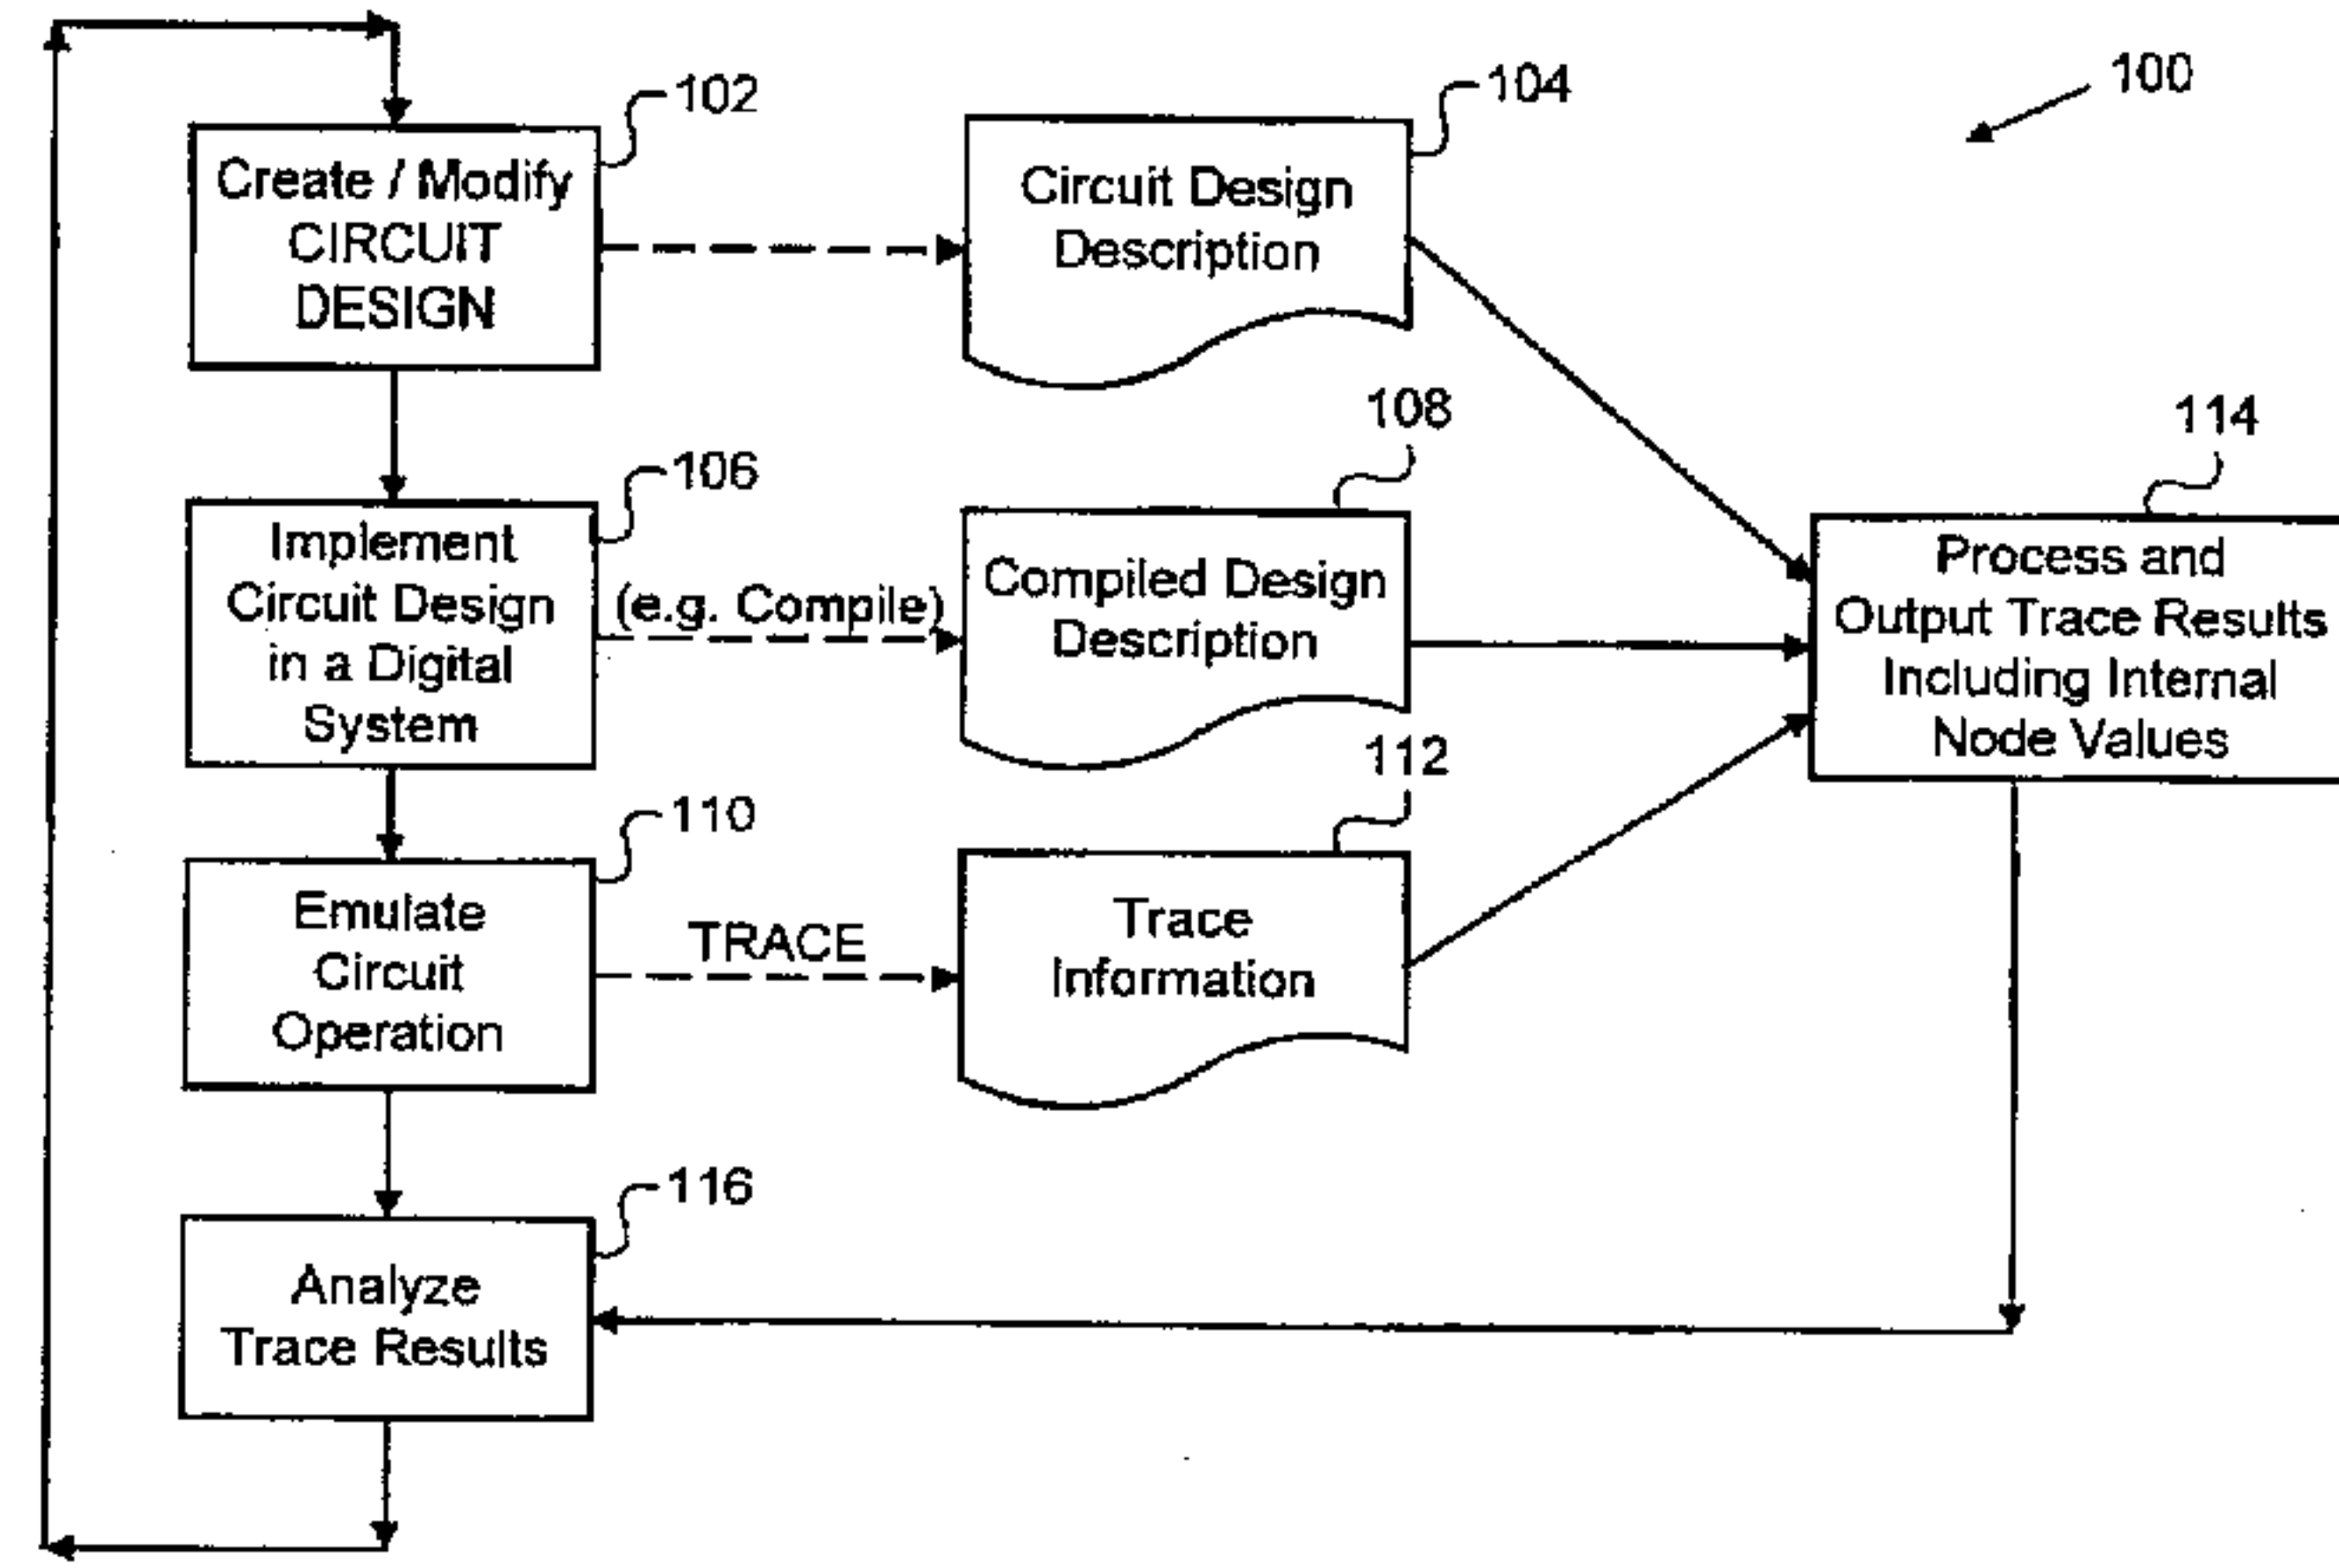 100
102
Create / Modify
CIRCUIT
DESIGN
104
Circuit Design
Description
106
Implement
Circuit Design
in a Digital
System
(e.g. Compile)
108
Compiled Design
Description
114
Process and
Output Trace Results
Including Internal
Node Values
110
Emulate
Circuit
Operation
TRACE
112
Trace
Information
116
Analyze
Trace Results